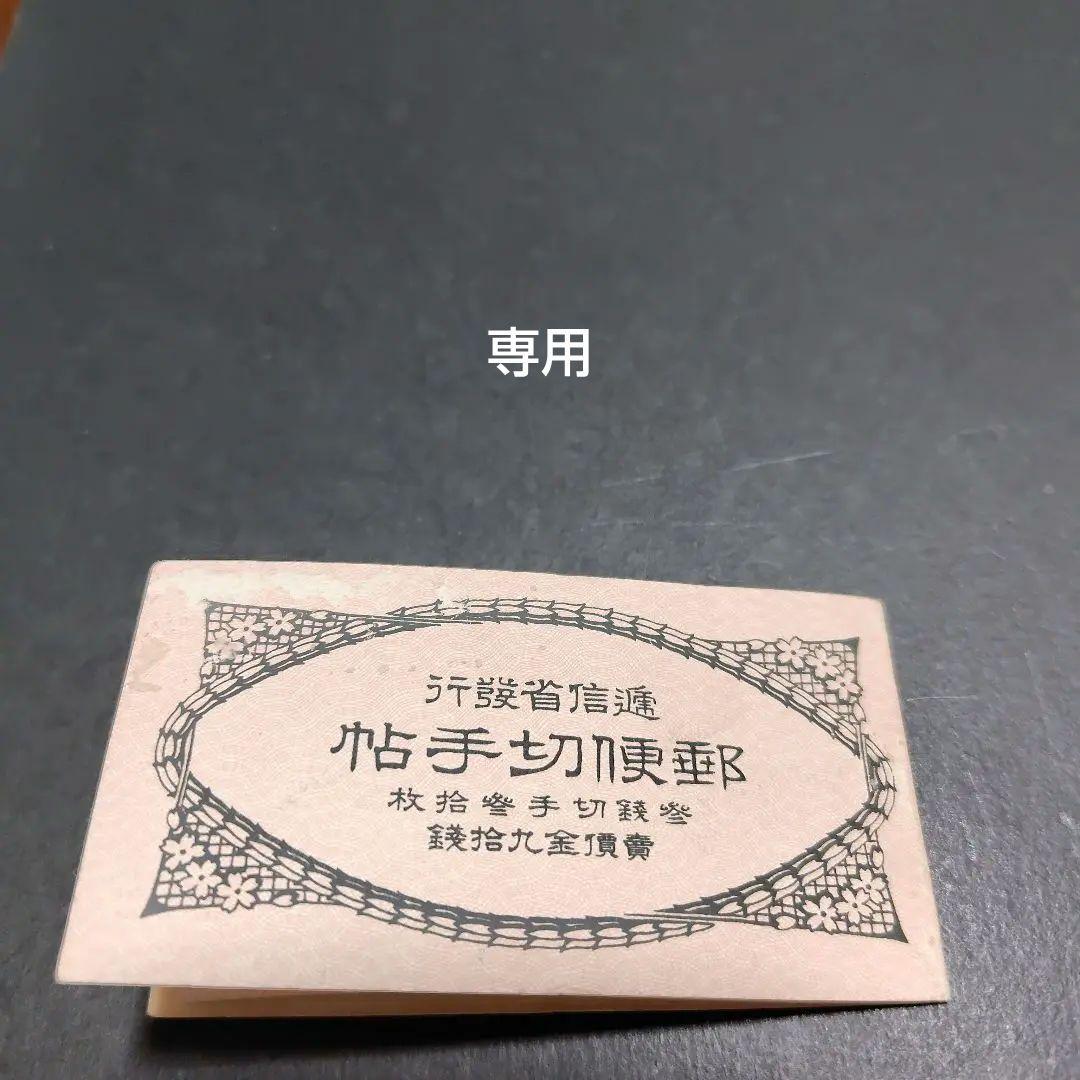 専用
遞信省發行
郵便切手帖
參錢切手參拾枚
賣價金九拾錢